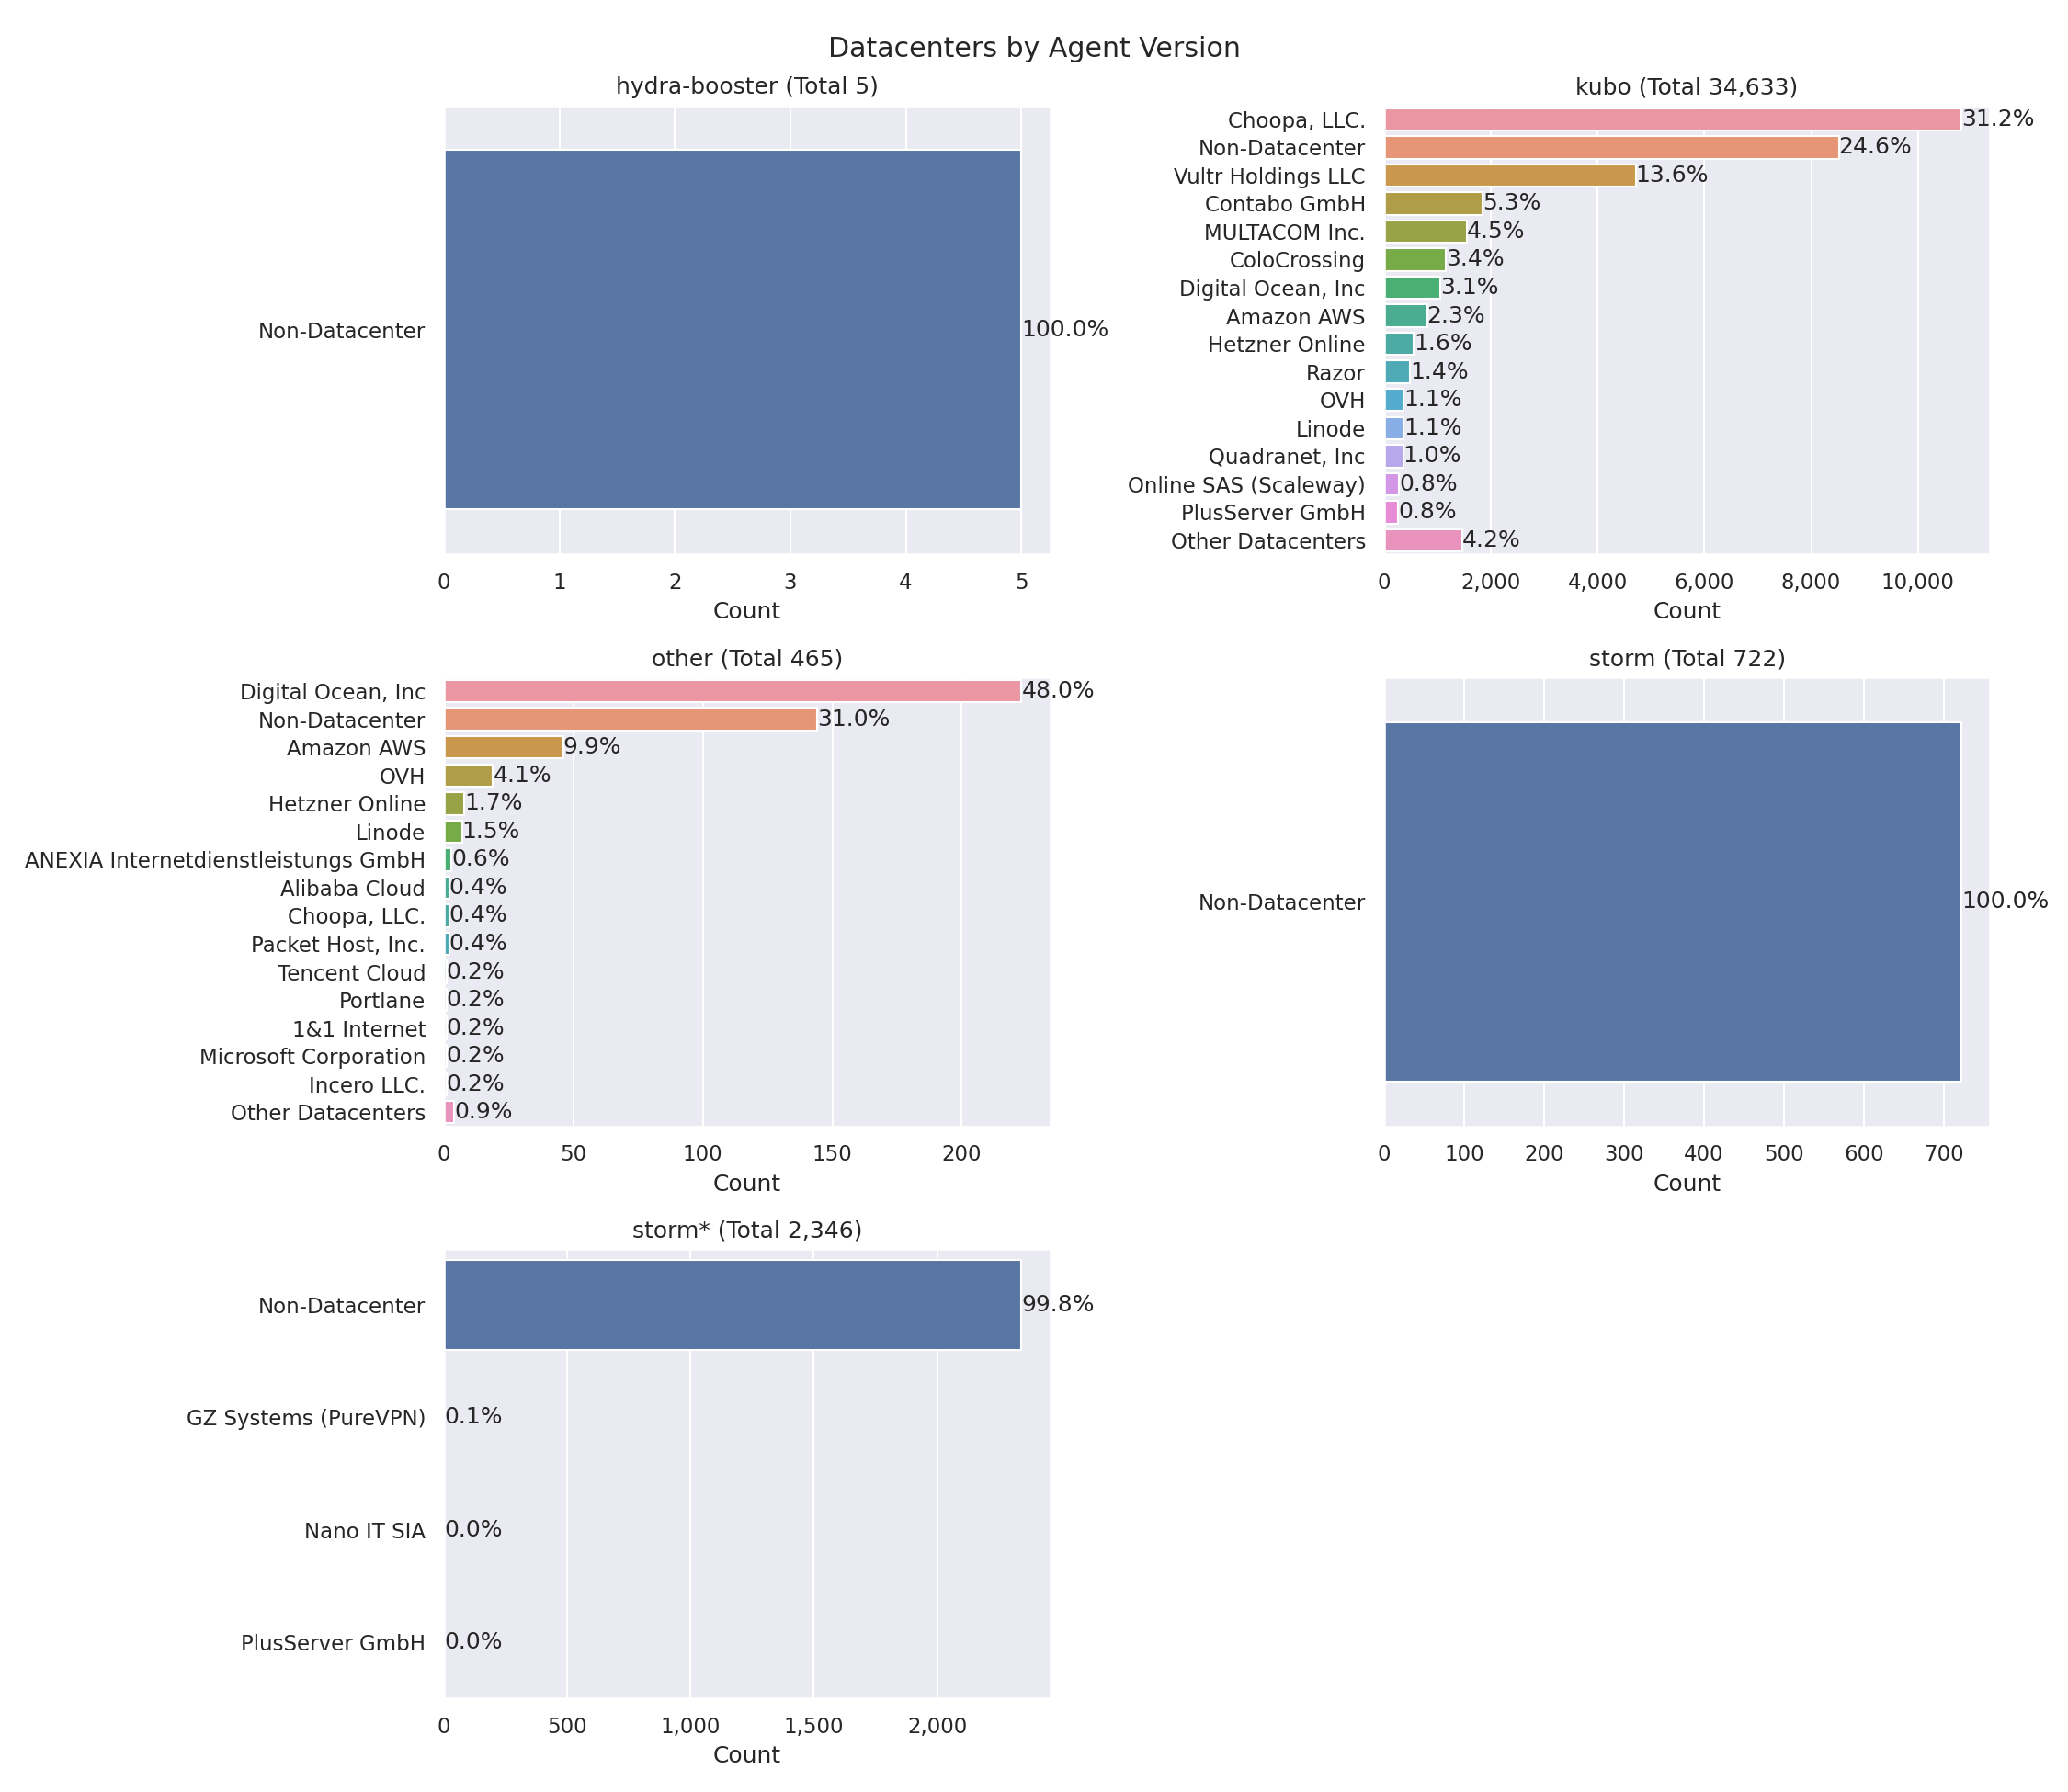 Datacenters by Agent Version
hydra-booster (Total 5)
Non-Datacenter
100.0%
0 1 2 3 4 5
Count
kubo (Total 34,633)
Choopa, LLC. 31.2%
Non-Datacenter 24.6%
Vultr Holdings LLC 13.6%
Contabo GmbH 5.3%
MULTACOM Inc. 4.5%
ColoCrossing 3.4%
Digital Ocean, Inc 3.1%
Amazon AWS 2.3%
Hetzner Online 1.6%
Razor 1.4%
OVH 1.1%
Linode 1.1%
Quadranet, Inc 1.0%
Online SAS (Scaleway) 0.8%
PlusServer GmbH 0.8%
Other Datacenters 4.2%
0 2,000 4,000 6,000 8,000 10,000
Count
other (Total 465)
Digital Ocean, Inc 48.0%
Non-Datacenter 31.0%
Amazon AWS 9.9%
OVH 4.1%
Hetzner Online 1.7%
Linode 1.5%
ANEXIA Internetdienstleistungs GmbH 0.6%
Alibaba Cloud 0.4%
Choopa, LLC. 0.4%
Packet Host, Inc. 0.4%
Tencent Cloud 0.2%
Portlane 0.2%
1&1 Internet 0.2%
Microsoft Corporation 0.2%
Incero LLC. 0.2%
Other Datacenters 0.9%
0 50 100 150 200
Count
storm (Total 722)
Non-Datacenter 100.0%
0 100 200 300 400 500 600 700
Count
storm* (Total 2,346)
Non-Datacenter 99.8%
GZ Systems (PureVPN) 0.1%
Nano IT SIA 0.0%
PlusServer GmbH 0.0%
0 500 1,000 1,500 2,000
Count